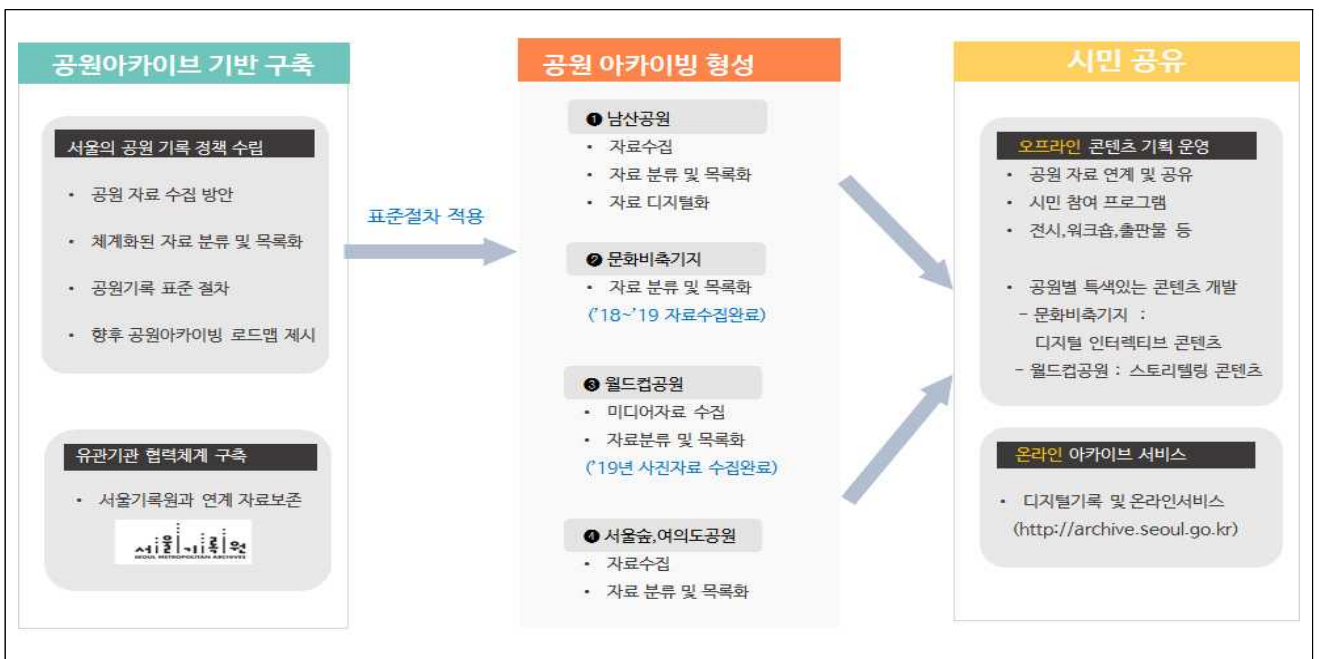 공원아카이브 기반 구축
서울의 공원 기록 정책 수립
• 공원 자료 수집 방안
• 체계화된 자료 분류 및 목록화
• 공원기록 표준 절차
• 향후 공원아카이빙 로드맵 제시
유관기관 협력체계 구축
• 서울기록원과 연계 자료보존
서울기록원
SEOUL METROPOLITAN ARCHIVES
표준절차 적용
공원 아카이빙 형성
❶ 남산공원
• 자료수집
• 자료 분류 및 목록화
• 자료 디지털화
❷ 문화비축기지
• 자료 분류 및 목록화
('18~'19 자료수집완료)
❸ 월드컵공원
• 미디어자료 수집
• 자료분류 및 목록화
('19년 사진자료 수집완료)
❹ 서울숲,여의도공원
• 자료수집
• 자료 분류 및 목록화
시민 공유
오프라인 콘텐츠 기획 운영
• 공원 자료 연계 및 공유
• 시민 참여 프로그램
• 전시,워크숍,출판물 등
• 공원별 특색있는 콘텐츠 개발
- 문화비축기지 :
디지털 인터렉티브 콘텐츠
- 월드컵공원 : 스토리텔링 콘텐츠
온라인 아카이브 서비스
• 디지털기록 및 온라인서비스
(http://archive.seoul.go.kr)